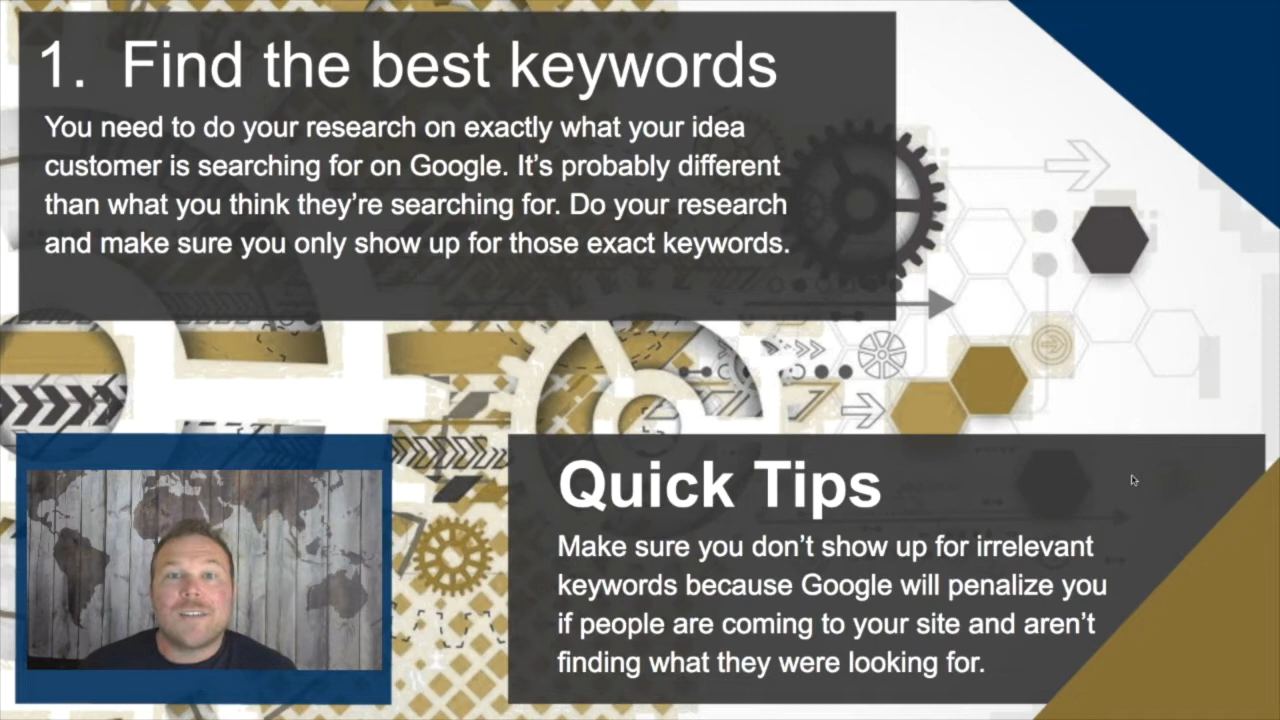 1. Find the best keywords
You need to do your research on exactly what your idea
customer is searching for on Google. It's probably different
than what you think they're searching for. Do your research
and make sure you only show up for those exact keywords.
Quick Tips
Make sure you don't show up for irrelevant
keywords because Google will penalize you
if people are coming to your site and aren't
finding what they were looking for.